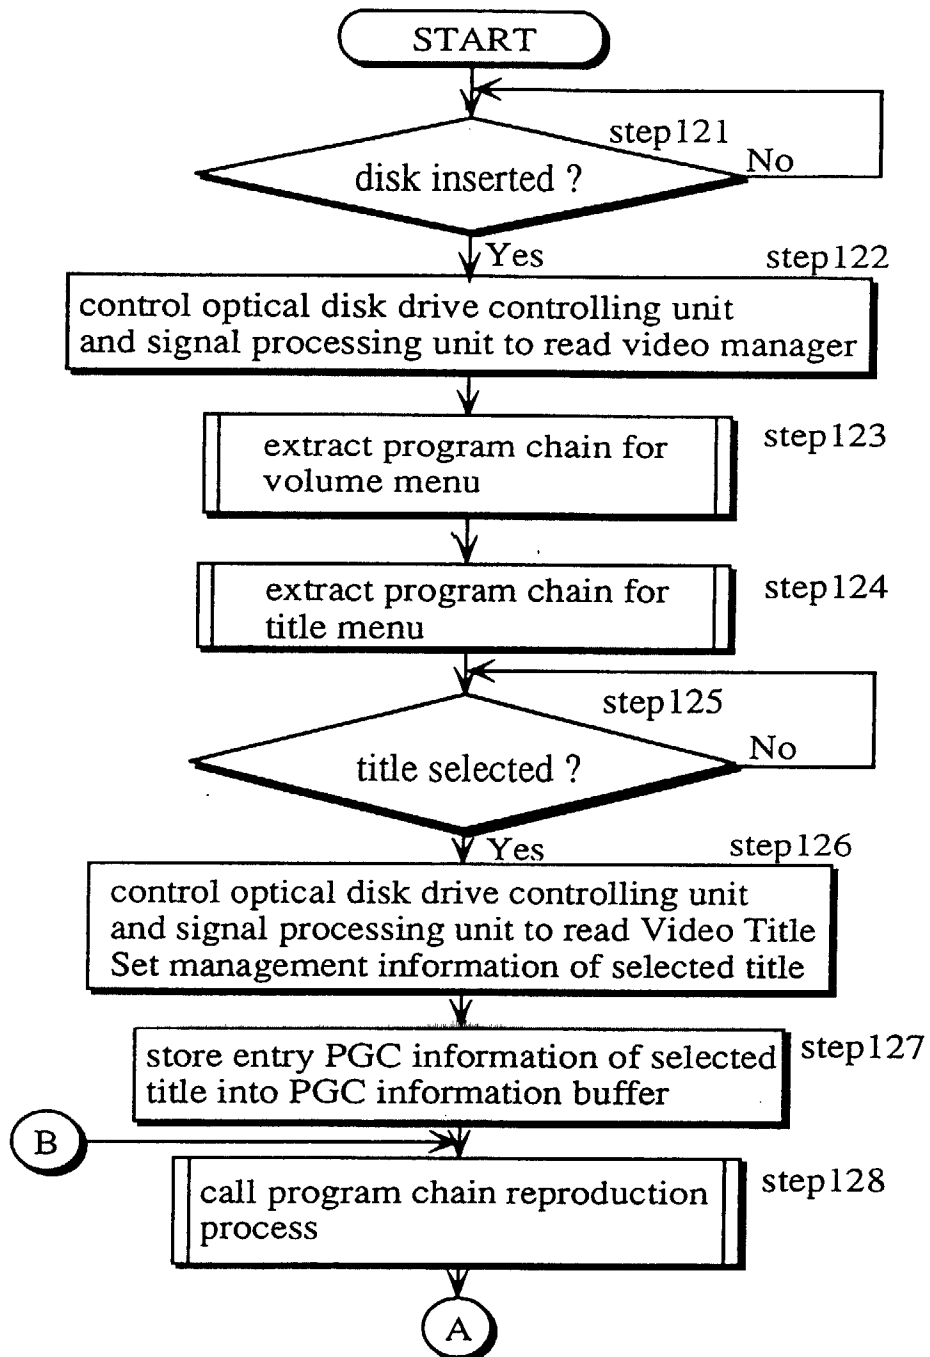 START
step121
No
disk inserted ?
Yes
step122
control optical disk drive controlling unit
and signal processing unit to read video manager
step123
extract program chain for
volume menu
step124
extract program chain for
title menu
step125
No
title selected ?
Yes
step126
control optical disk drive controlling unit
and signal processing unit to read Video Title
Set management information of selected title
step127
store entry PGC information of selected
title into PGC information buffer
B
step128
call program chain reproduction
process
A